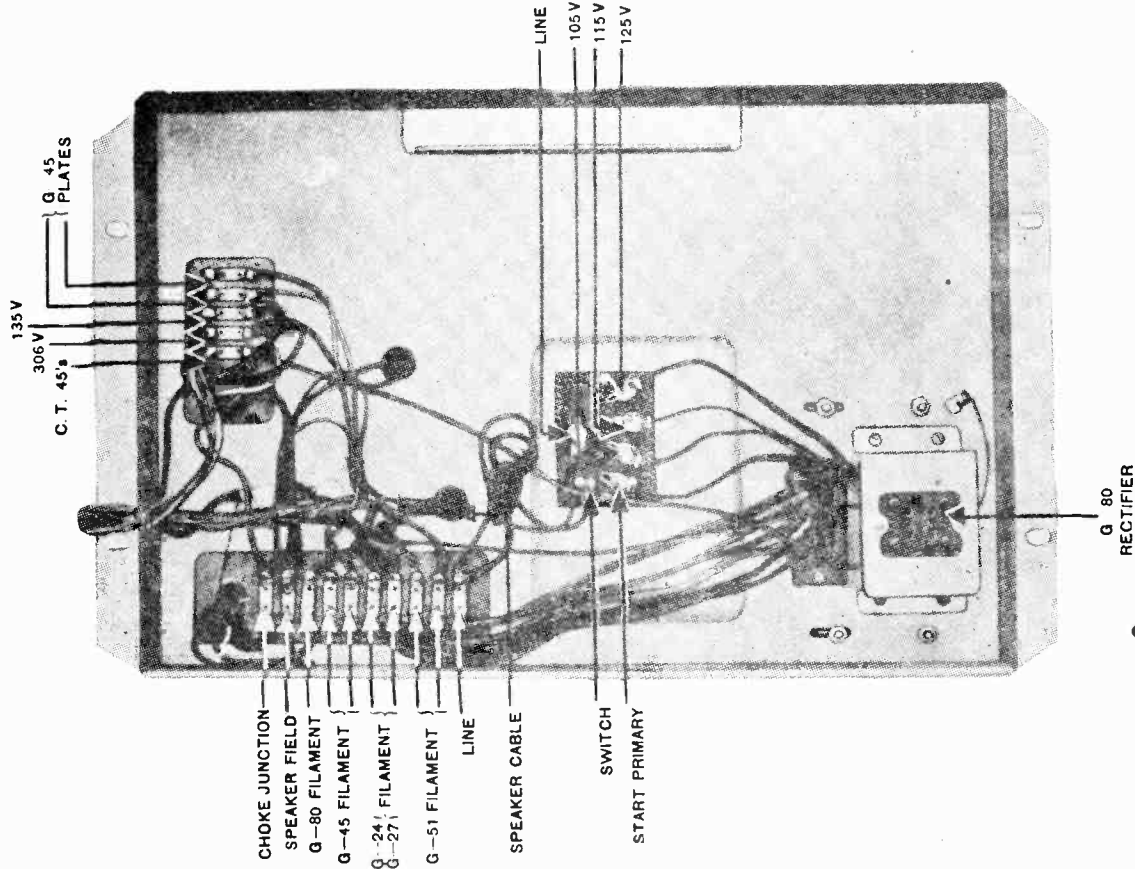 LINE
105 V
115 V
125 V
G 45
PLATES
135 V
306 V
C. T. 45's
CHOKE JUNCTION
SPEAKER FIELD
G-80 FILAMENT
G-45 FILAMENT
G-24 FILAMENT
G-27
G-51 FILAMENT
LINE
SPEAKER CABLE
SWITCH
START PRIMARY
G 80
RECTIFIER